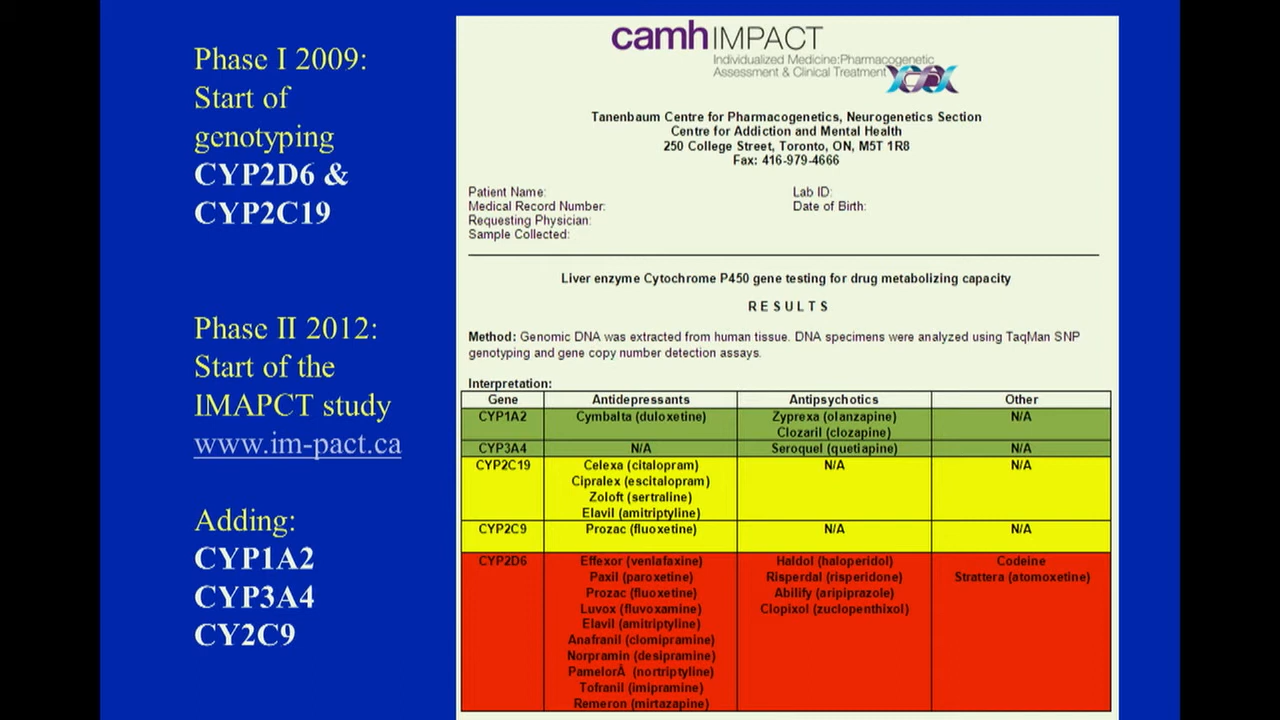 Phase I 2009:
Start of
genotyping
CYP2D6 &
CYP2C19
Phase II 2012:
Start of the
IMAPCT study
www.im-pact.ca
Adding:
CYP1A2
CYP3A4
CY2C9
camh IMPACT
Individualized Medicine:Pharmacogenetic
Assessment & Clinical Treatment
Tanenbaum Centre for Pharmacogenetics, Neurogenetics Section
Centre for Addiction and Mental Health
250 College Street, Toronto, ON, M5T 1R8
Fax: 416-979-4666
Patient Name: Lab ID:
Medical Record Number: Date of Birth:
Requesting Physician:
Sample Collected:
Liver enzyme Cytochrome P450 gene testing for drug metabolizing capacity
R E S U L T S
Method: Genomic DNA was extracted from human tissue. DNA specimens were analyzed using TaqMan SNP
genotyping and gene copy number detection assays.
Interpretation:
Gene Antidepressants Antipsychotics Other
CYP1A2 Cymbalta (duloxetine) Zyprexa (olanzapine) N/A
Clozaril (clozapine)
CYP3A4 N/A Seroquel (quetiapine) N/A
CYP2C19 Celexa (citalopram) N/A N/A
Cipralex (escitalopram)
Zoloft (sertraline)
Elavil (amitriptyline)
CYP2C9 Prozac (fluoxetine) N/A N/A
CYP2D6 Effexor (venlafaxine) Haldol (haloperidol) Codeine
Paxil (paroxetine) Risperdal (risperidone) Strattera (atomoxetine)
Prozac (fluoxetine) Abilify (aripiprazole)
Luvox (fluvoxamine) Clopixol (zuclopenthixol)
Elavil (amitriptyline)
Anafranil (clomipramine)
Norpramin (desipramine)
PamelorÂ (nortriptyline)
Tofranil (imipramine)
Remeron (mirtazapine)